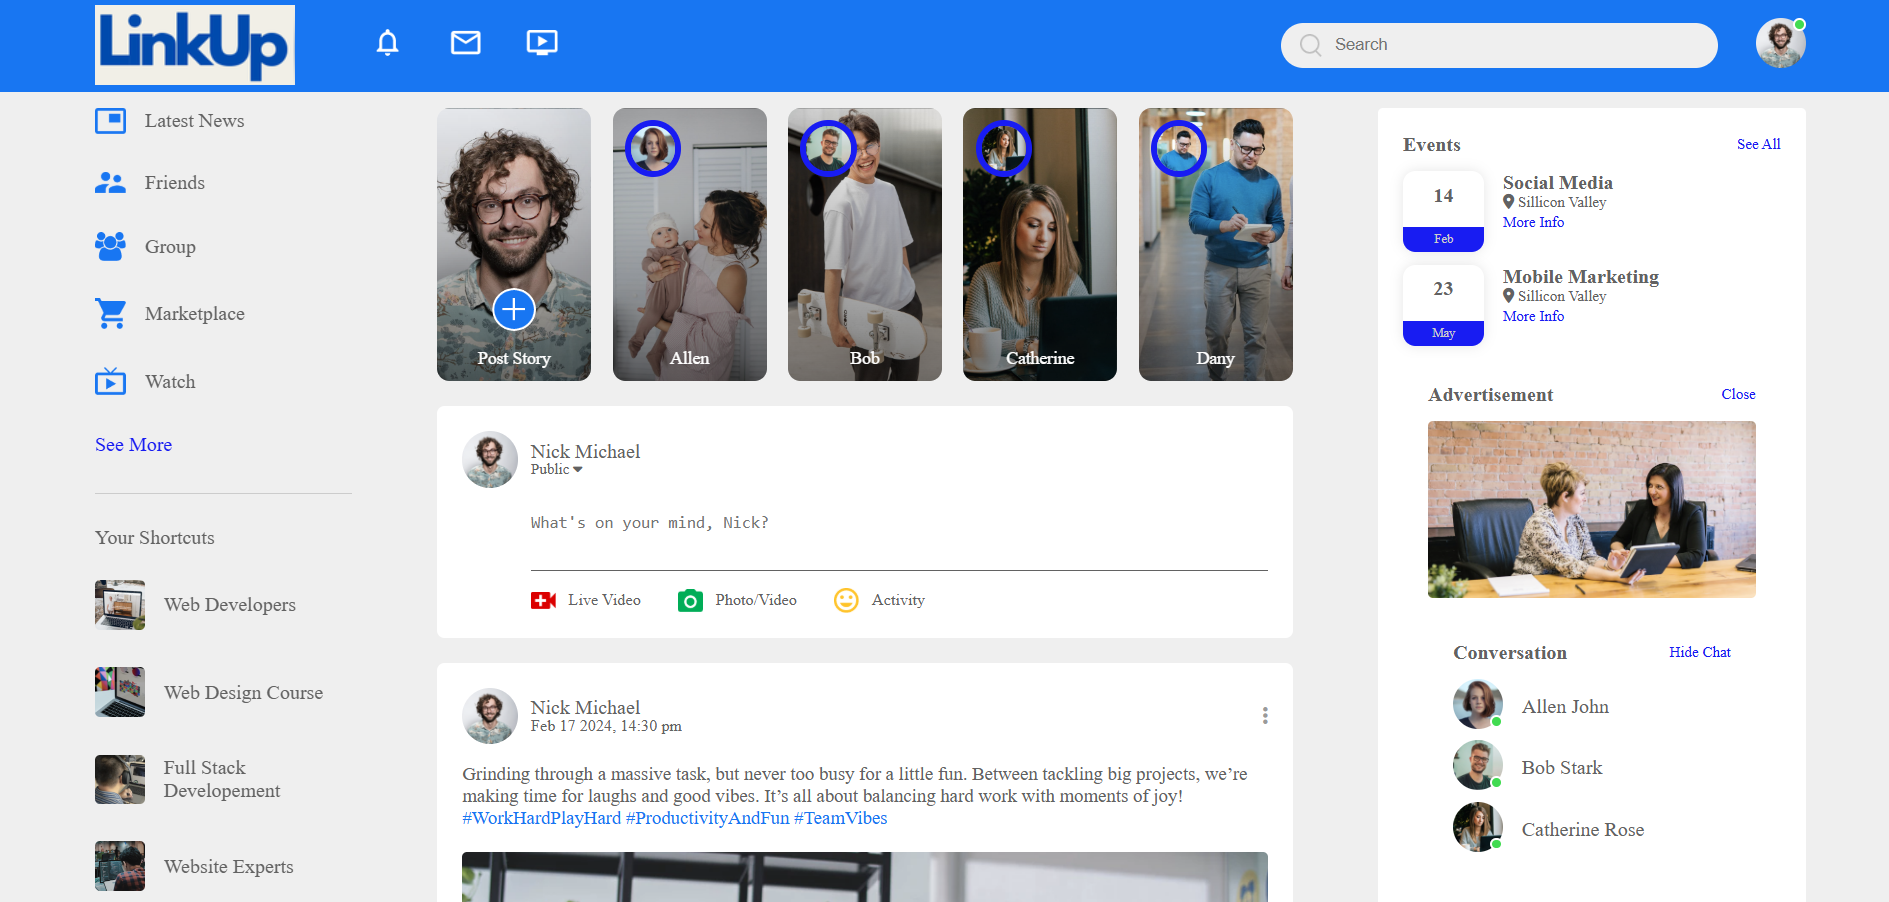 LinkUp
Search
Latest News
Friends
Group
Marketplace
Watch
See More
Your Shortcuts
Web Developers
Web Design Course
Full Stack
Developement
Website Experts
Post Story
Allen
Bob
Catherine
Dany
Nick Michael
Public
What's on your mind, Nick?
Live Video
Photo/Video
Activity
Nick Michael
Feb 17 2024, 14:30 pm
Grinding through a massive task, but never too busy for a little fun. Between tackling big projects, we’re
making time for laughs and good vibes. It’s all about balancing hard work with moments of joy!
#WorkHardPlayHard #ProductivityAndFun #TeamVibes
Events
See All
14
Feb
Social Media
Sillicon Valley
More Info
23
May
Mobile Marketing
Sillicon Valley
More Info
Advertisement
Close
Conversation
Hide Chat
Allen John
Bob Stark
Catherine Rose